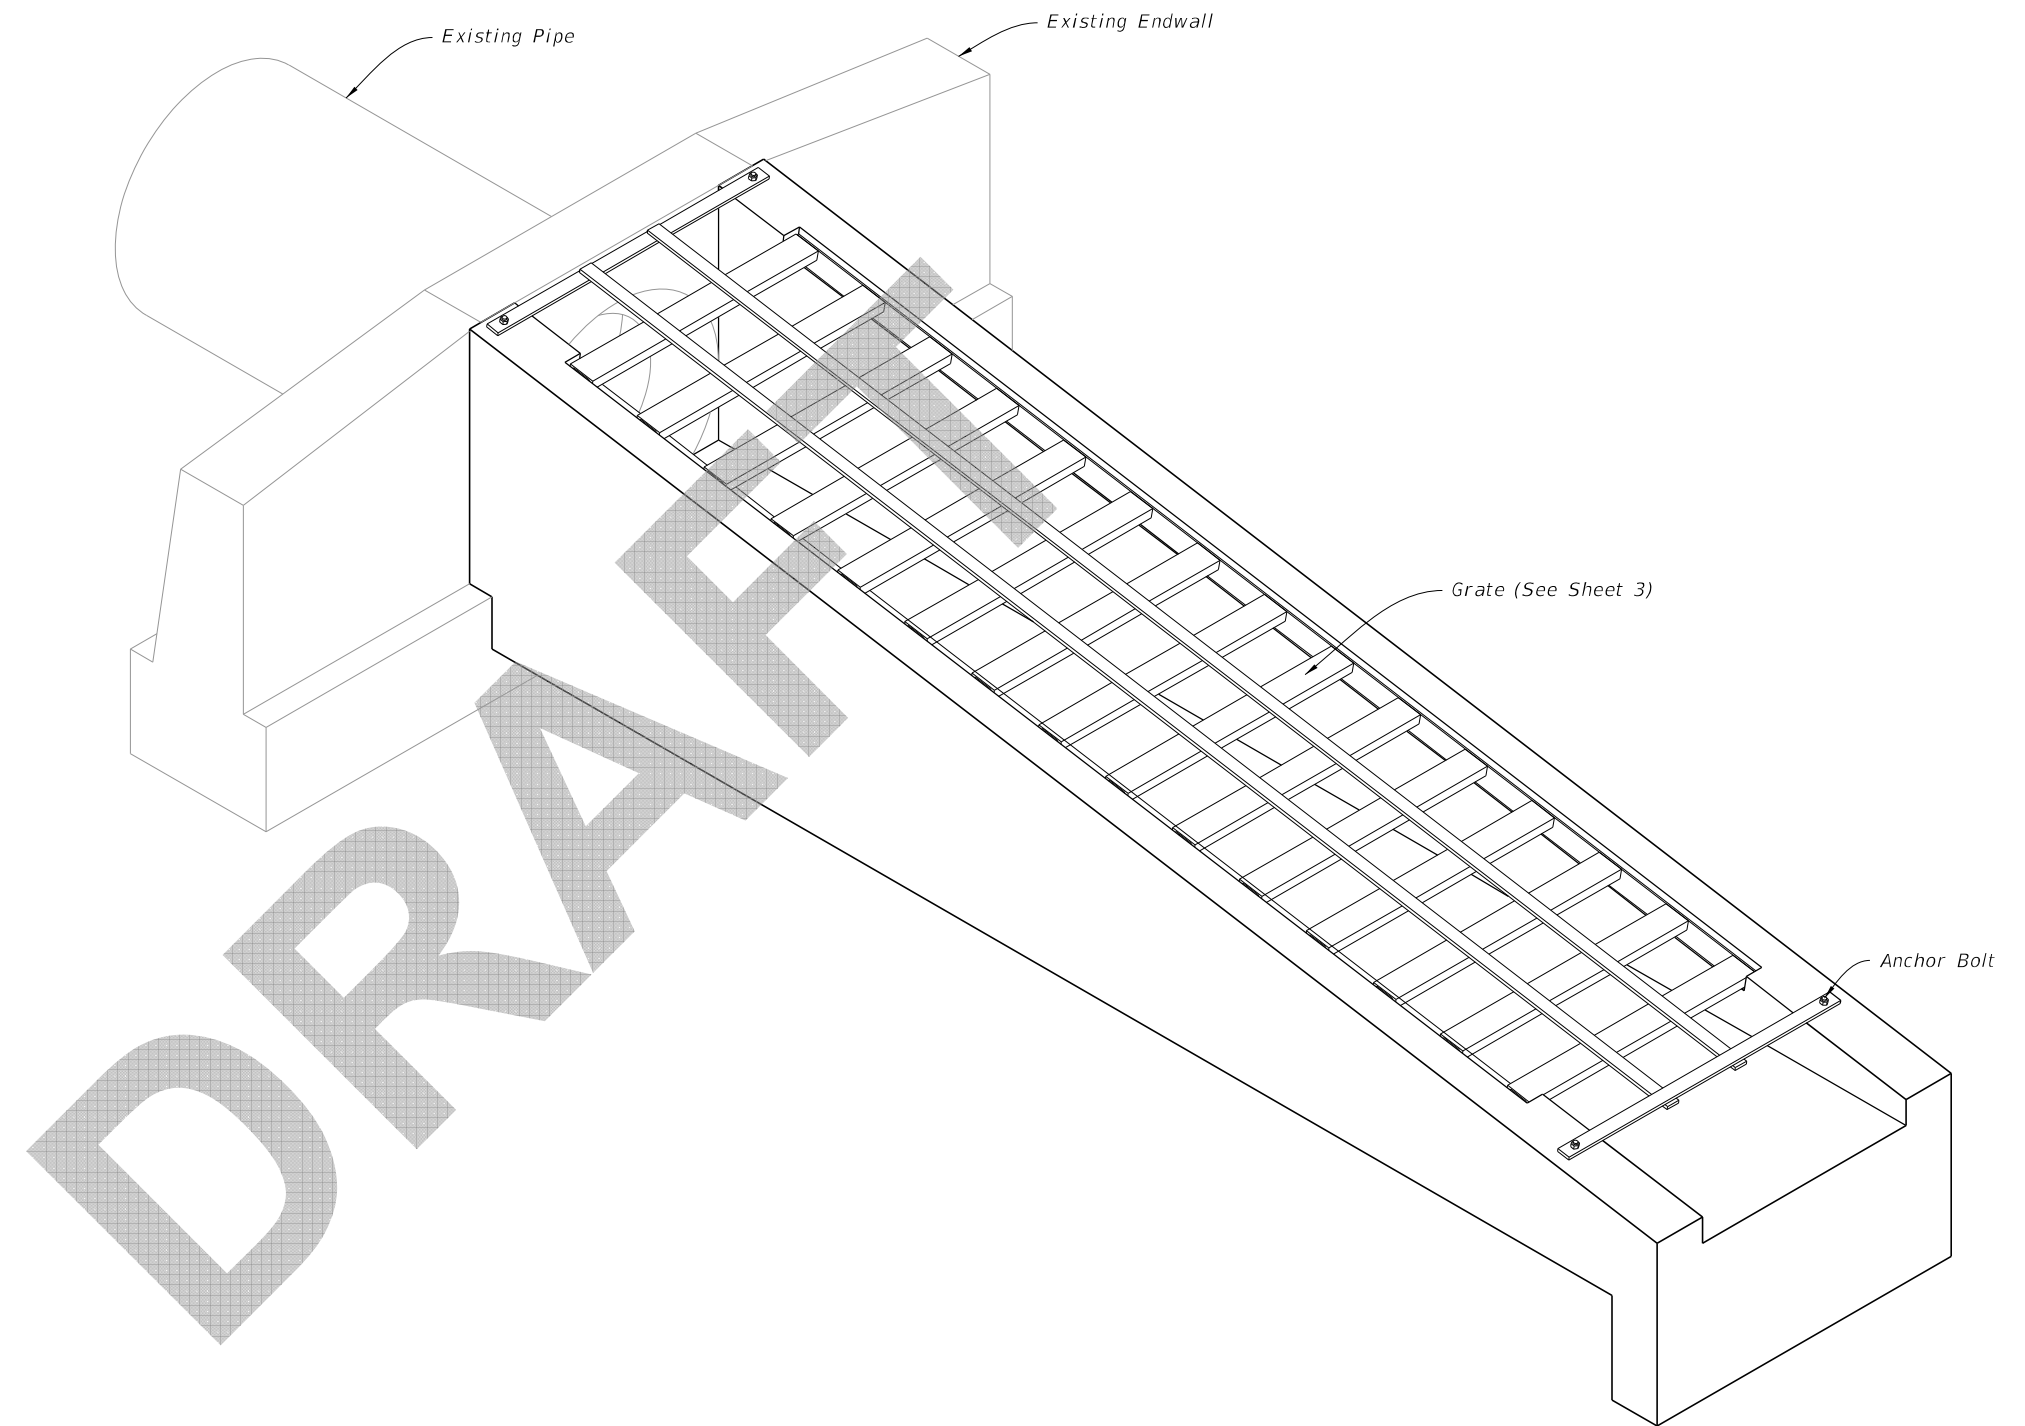 Existing Endwall
Existing Pipe
Grate (See Sheet 3)
Anchor Bolt
DRAFT